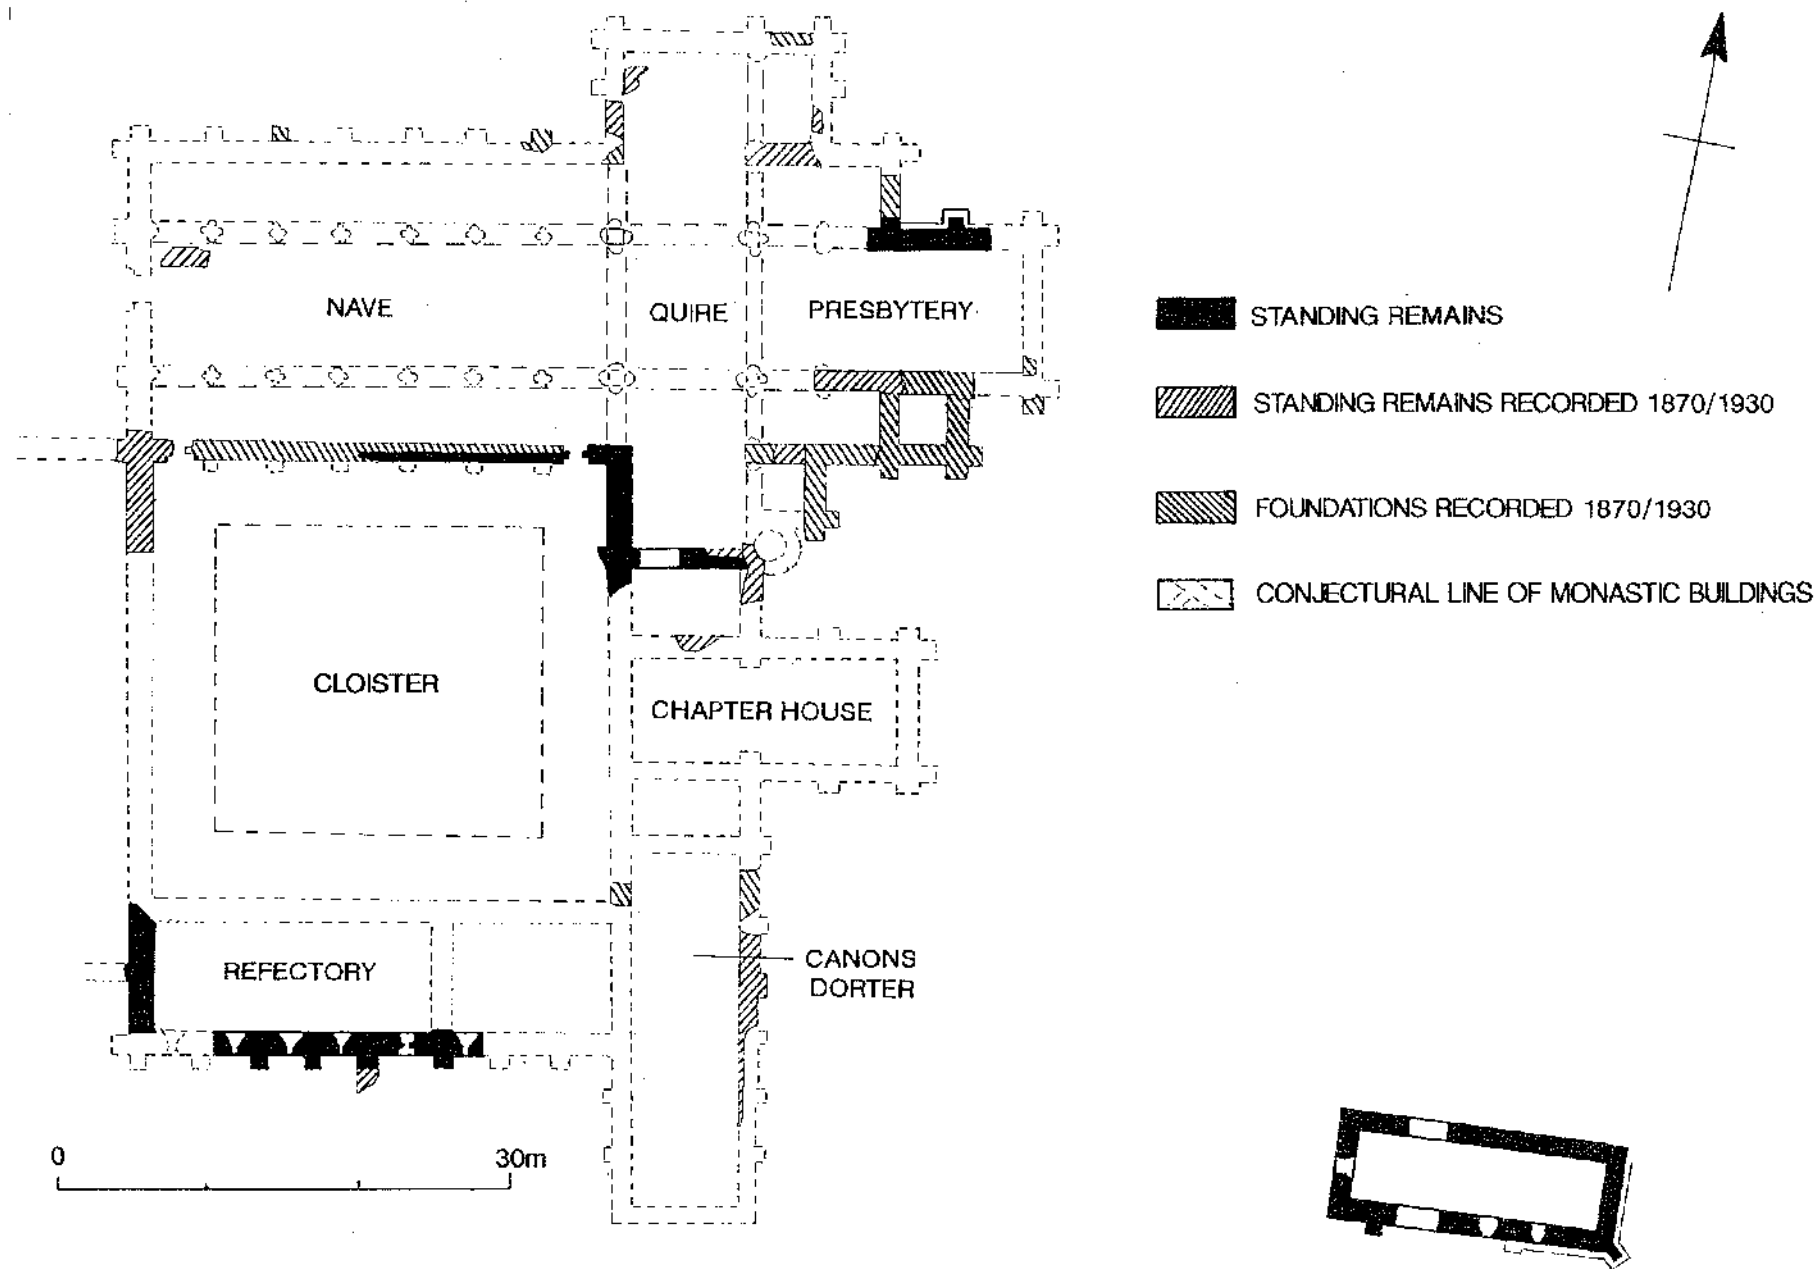 NAVE
QUIRE
PRESBYTERY
STANDING REMAINS
STANDING REMAINS RECORDED 1870/1930
FOUNDATIONS RECORDED 1870/1930
CONJECTURAL LINE OF MONASTIC BUILDINGS
CLOISTER
CHAPTER HOUSE
REFECTORY
CANONS
DORTER
0 30m